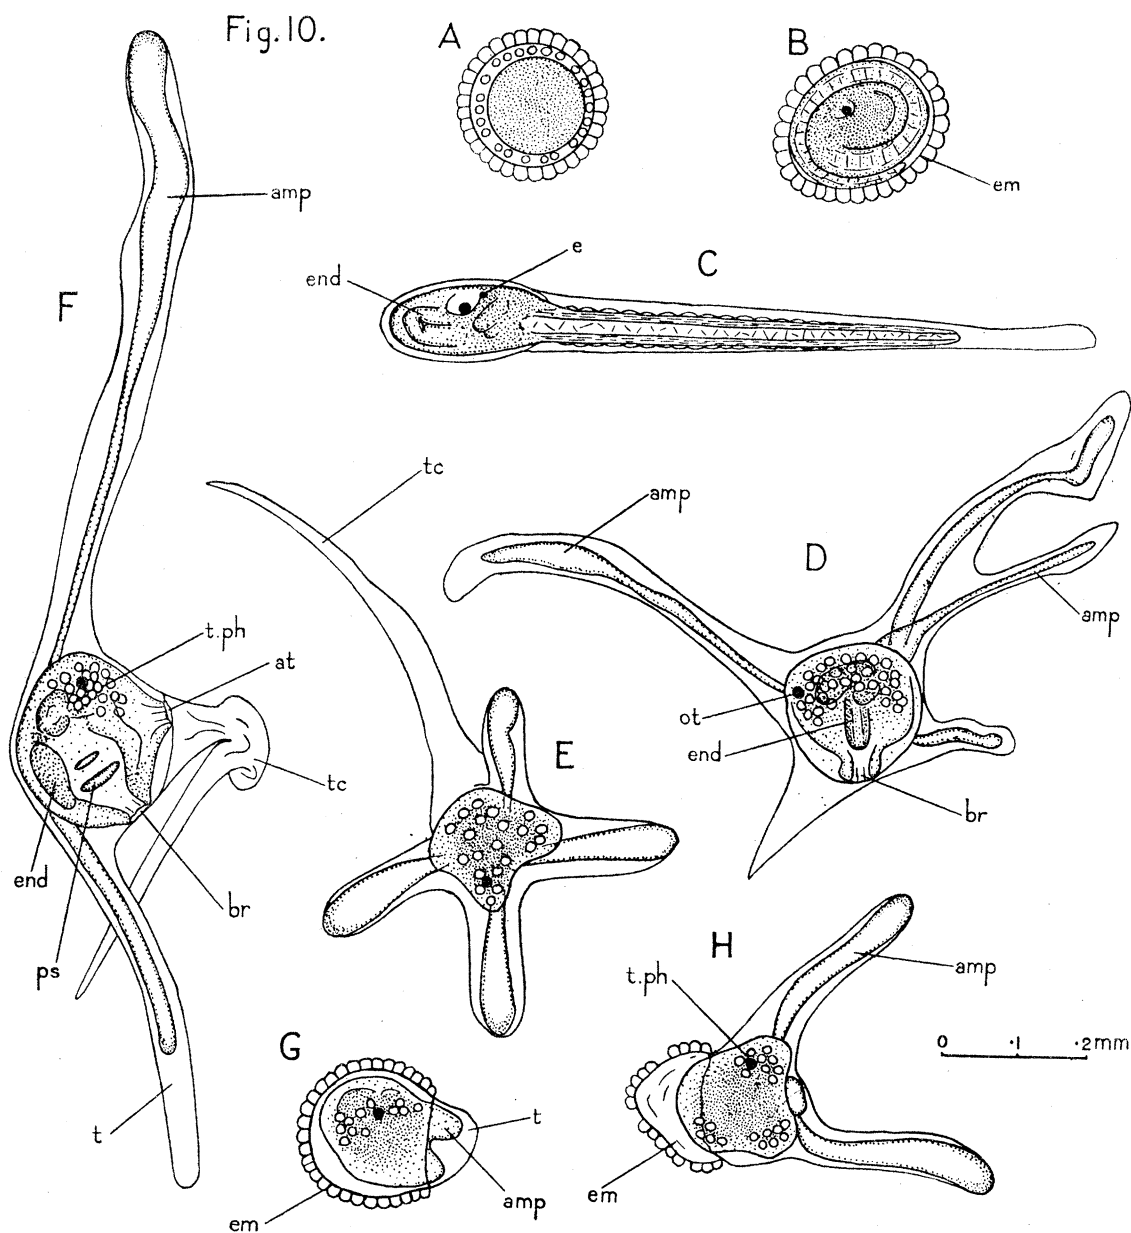 Fig.10.
A
B
em
C
e
end
F
amp
tc
amp
D
amp
ot
end
br
t.ph
at
tc
E
end
ps
br
t
H
t.ph
amp
em
0 ·1 ·2mm
G
t
amp
em